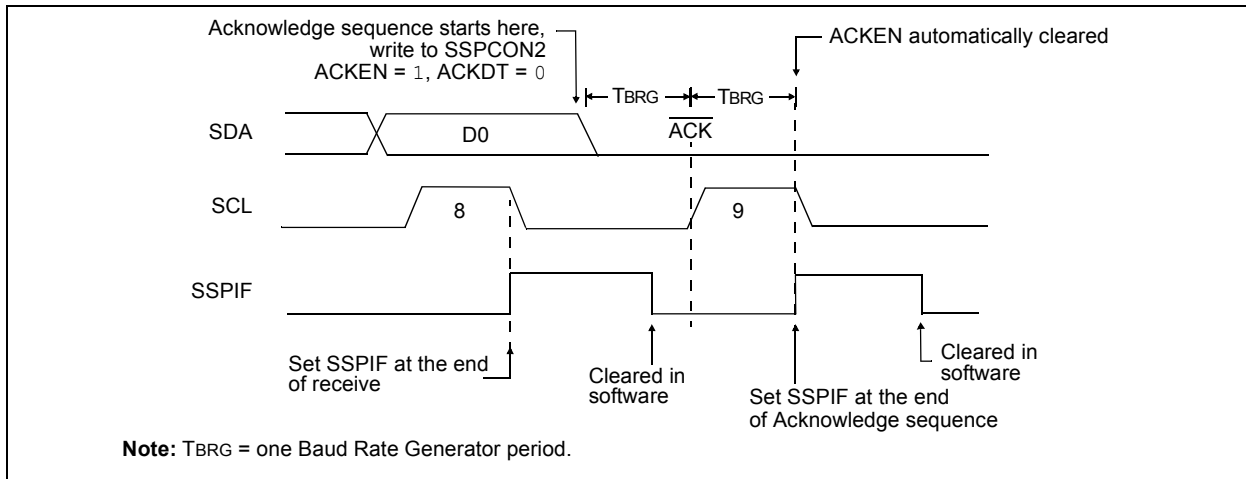 Acknowledge sequence starts here,
write to SSPCON2
ACKEN = 1, ACKDT = 0
ACKEN automatically cleared
TBRG
TBRG
SDA
D0
ACK
SCL
8
9
SSPIF
Set SSPIF at the end
of receive
Cleared in
software
Set SSPIF at the end
of Acknowledge sequence
Cleared in
software
Note: TBRG = one Baud Rate Generator period.